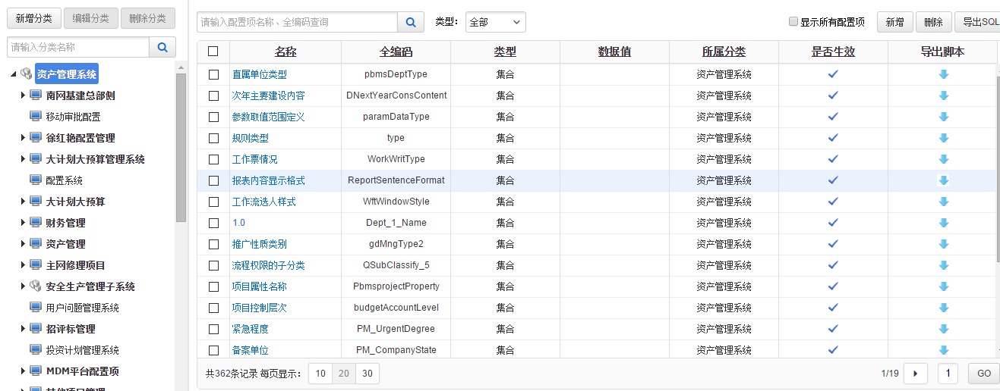 新增分类 编辑分类 删除分类
请输入分类名称
资产管理系统
南网基建总部侧
移动审批配置
徐红艳配置管理
大计划大预算管理系统
配置系统
大计划大预算
财务管理
资产管理
主网修理项目
安全生产管理子系统
用户问题管理系统
招评标管理
投资计划管理系统
MDM平台配置项
请输入配置项名称、全编码查询 类型： 全部 显示所有配置项 新增 删除 导出SQL
名称 全编码 类型 数据值 所属分类 是否生效 导出脚本
直属单位类型 pbmsDeptType 集合 资产管理系统
次年主要建设内容 DNextYearConsContent 集合 资产管理系统
参数取值范围定义 paramDataType 集合 资产管理系统
规则类型 type 集合 资产管理系统
工作票情况 WorkWritType 集合 资产管理系统
报表内容显示格式 ReportSentenceFormat 集合 资产管理系统
工作流选人样式 WftWindowStyle 集合 资产管理系统
1.0 Dept_1_Name 集合 资产管理系统
推广性质类别 gdMngType2 集合 资产管理系统
流程权限的子分类 QSubClassify_5 集合 资产管理系统
项目属性名称 PbmsprojectProperty 集合 资产管理系统
项目控制层次 budgetAccountLevel 集合 资产管理系统
紧急程度 PM_UrgentDegree 集合 资产管理系统
备案单位 PM_CompanyState 集合 资产管理系统
共362条记录 每页显示： 10 20 30 1/19 1 GO